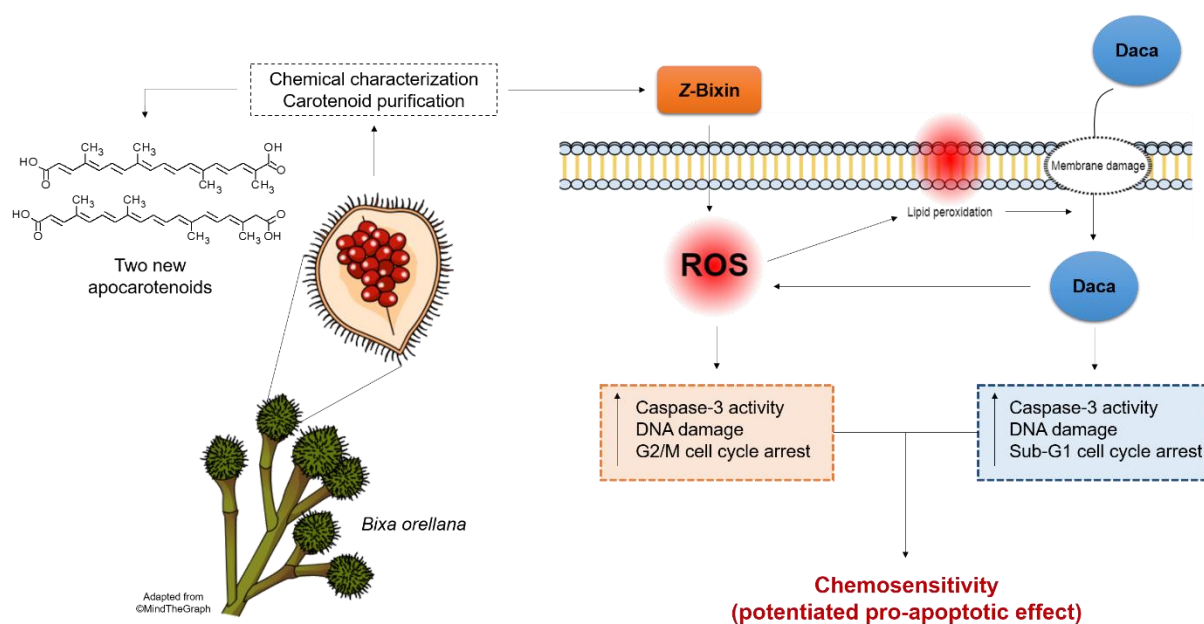 Chemical characterization
Carotenoid purification
HO
O
CH3
CH3
CH3
CH3
OH
O
HO
O
CH3
CH3
CH3
CH3
O
OH
Two new
apocarotenoids
Bixa orellana
Adapted from
©MindTheGraph
Z-Bixin
Daca
Membrane damage
Lipid peroxidation
ROS
Daca
Caspase-3 activity
DNA damage
G2/M cell cycle arrest
Caspase-3 activity
DNA damage
Sub-G1 cell cycle arrest
Chemosensitivity
(potentiated pro-apoptotic effect)